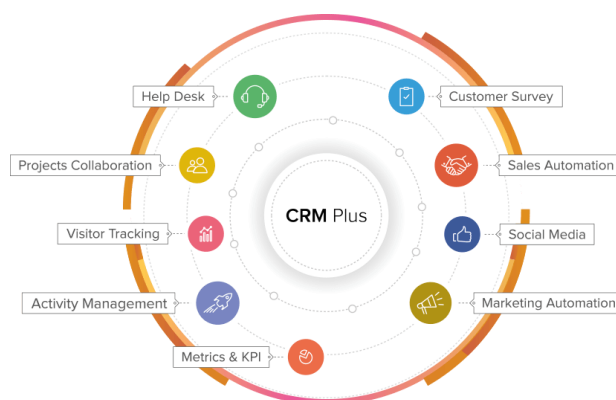 Help Desk
Customer Survey
Projects Collaboration
Sales Automation
CRM Plus
Visitor Tracking
Social Media
Activity Management
Marketing Automation
Metrics & KPI